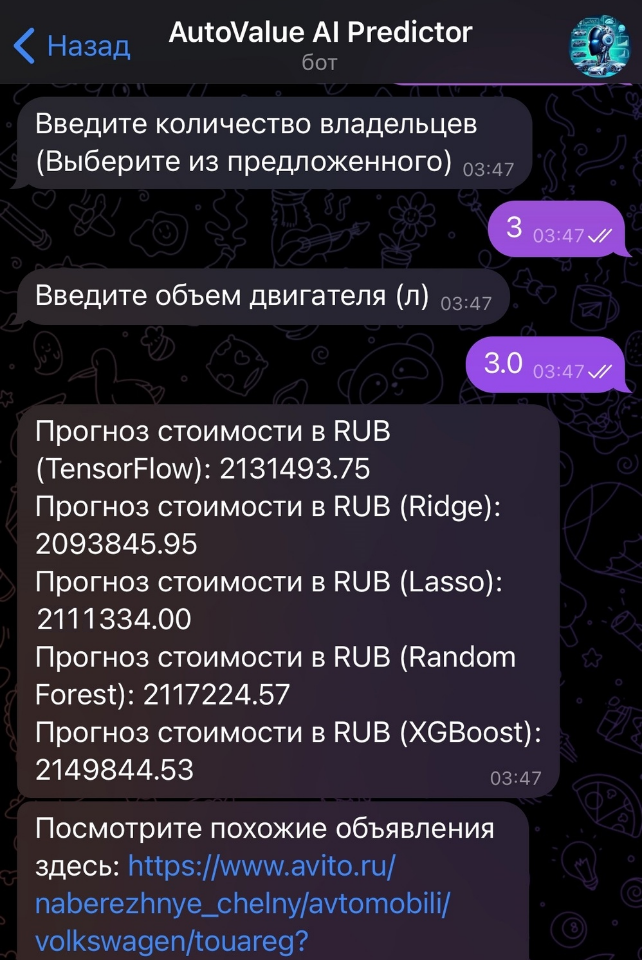 Назад
AutoValue AI Predictor
бот
Введите количество владельцев
(Выберите из предложенного) 03:47
3 03:47
Введите объем двигателя (л) 03:47
3.0 03:47
Прогноз стоимости в RUB
(TensorFlow): 2131493.75
Прогноз стоимости в RUB (Ridge):
2093845.95
Прогноз стоимости в RUB (Lasso):
2111334.00
Прогноз стоимости в RUB (Random
Forest): 2117224.57
Прогноз стоимости в RUB (XGBoost):
2149844.53 03:47
Посмотрите похожие объявления
здесь: https://www.avito.ru/
naberezhnye_chelny/avtomobili/
volkswagen/touareg?